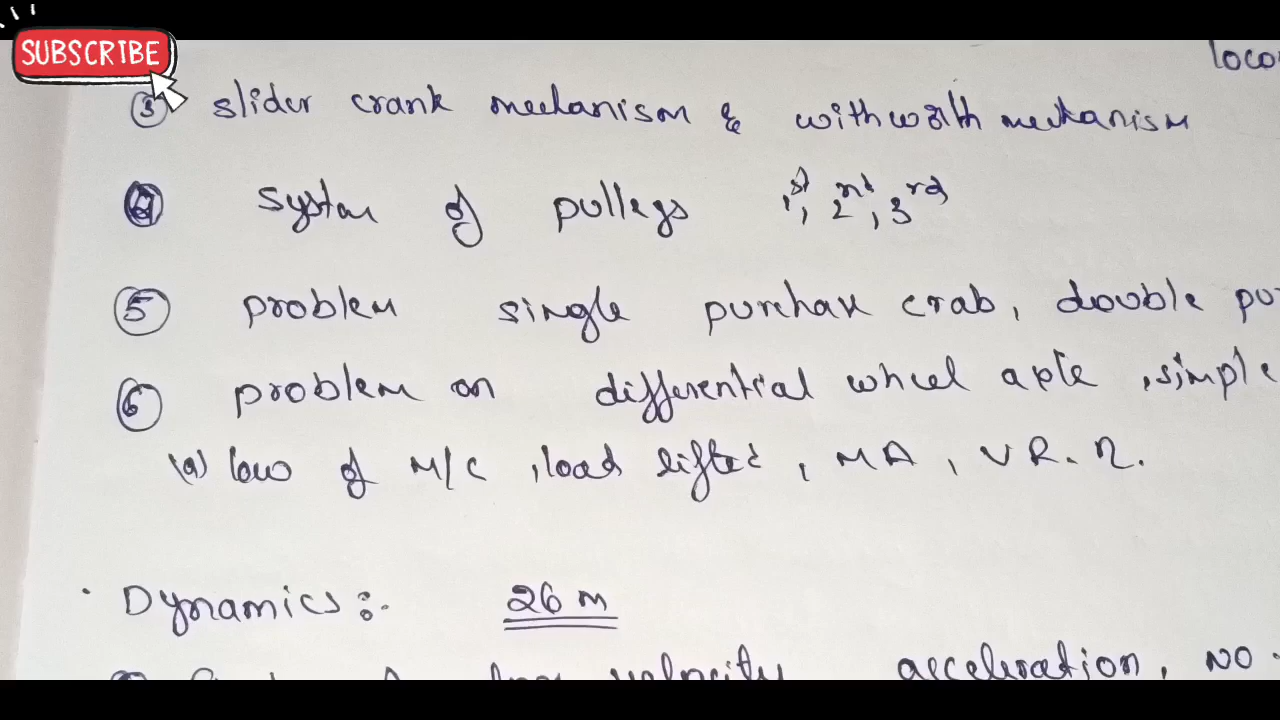 SUBSCRIBE
loco
③ slider crank mechanism & withworth mechanism
④ system of pulleys 1st, 2nd, 3rd
⑤ problem single purchase crab, double pu
⑥ problem on differential wheel axle, simple
(a) law of M/C, load lifted, MA, VR. η.
· Dynamics :- 26 m
velocity acceleration, NO.